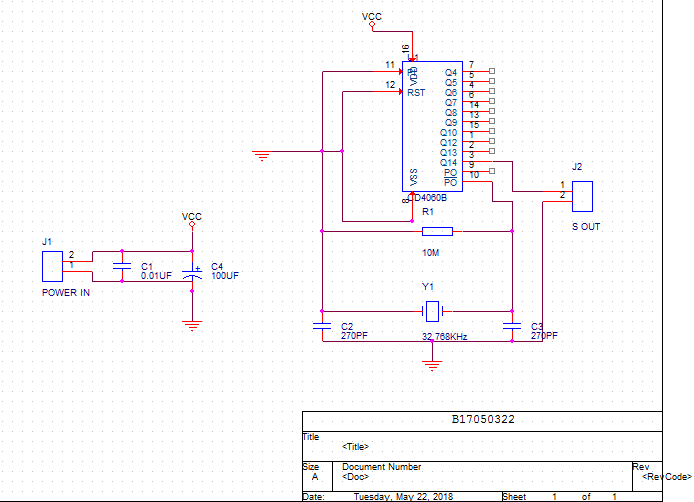 VCC
16
U1
11
PI
VDD
12
RST
Q4
7
Q5
5
Q6
4
Q7
6
Q8
14
Q9
13
Q10
15
Q12
1
Q13
2
Q14
3
PO
9
PO
10
VSS
8
CD4060B
R1
10M
Y1
32.768KHz
C2
270PF
C3
270PF
J2
1
2
S OUT
VCC
J1
2
1
POWER IN
C1
0.01UF
+
C4
100UF
B17050322
Title
<Title>
Size
A
Document Number
<Doc>
Rev
<RevCode>
Date: Tuesday, May 22, 2018 Sheet 1 of 1